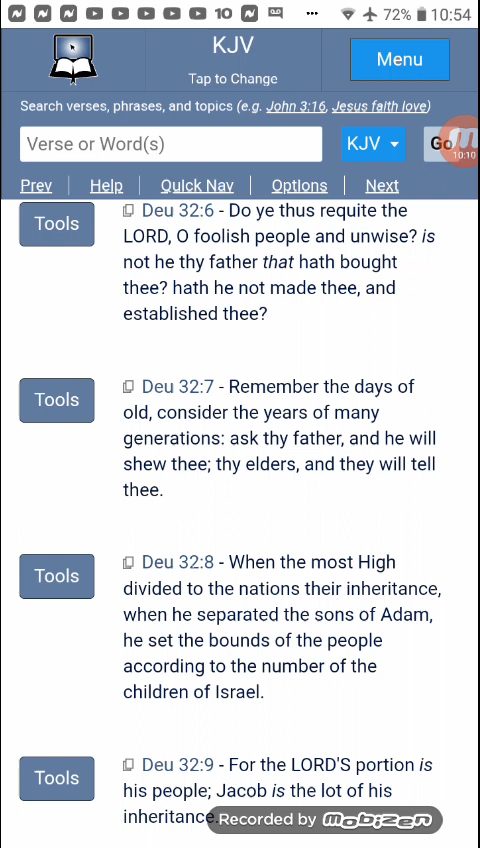 10 72% 10:54
KJV
Tap to Change
Menu
Search verses, phrases, and topics (e.g. John 3:16, Jesus faith love)
Verse or Word(s)
KJV
Go
10:10
Prev Help Quick Nav Options Next
Tools
Deu 32:6 - Do ye thus requite the
LORD, O foolish people and unwise? is
not he thy father that hath bought
thee? hath he not made thee, and
established thee?
Tools
Deu 32:7 - Remember the days of
old, consider the years of many
generations: ask thy father, and he will
shew thee; thy elders, and they will tell
thee.
Tools
Deu 32:8 - When the most High
divided to the nations their inheritance,
when he separated the sons of Adam,
he set the bounds of the people
according to the number of the
children of Israel.
Tools
Deu 32:9 - For the LORD'S portion is
his people; Jacob is the lot of his
inheritance.
Recorded by Mobizen